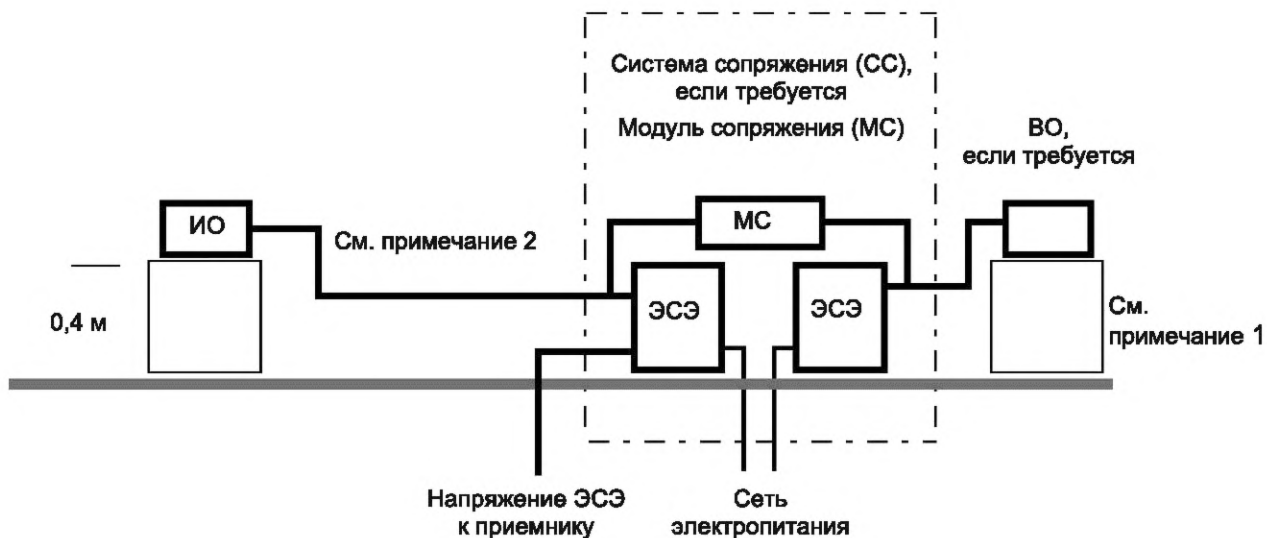 Система сопряжения (СС),
если требуется
Модуль сопряжения (МС)
ВО,
если требуется
ИО
См. примечание 2
МС
0,4 м
ЭСЭ
ЭСЭ
См.
примечание 1
Напряжение ЭСЭ
к приемнику
Сеть
электропитания